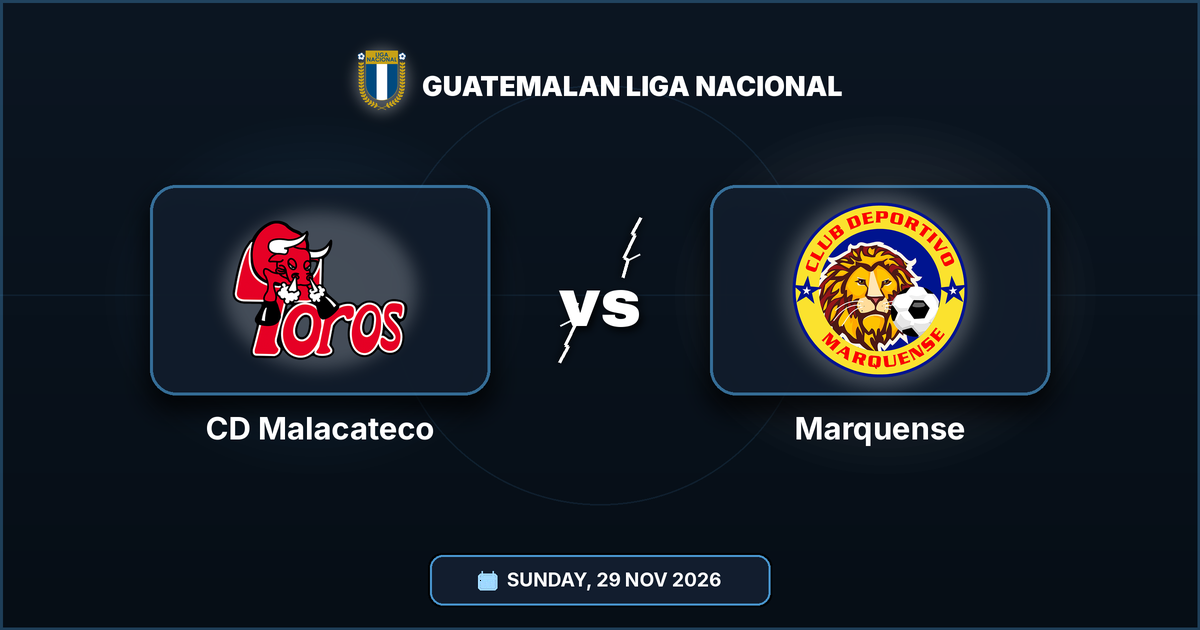 LIGA
NACIONAL
GUATEMALAN LIGA NACIONAL
Toros
VS
CLUB DEPORTIVO
MARQUENSE
CD Malacateco
Marquense
SUNDAY, 29 NOV 2026